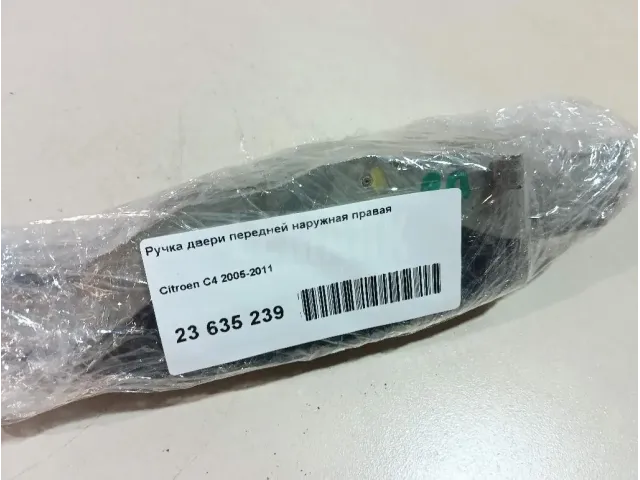 Ручка двери передней наружная правая
Citroen C4 2005-2011
23 635 239